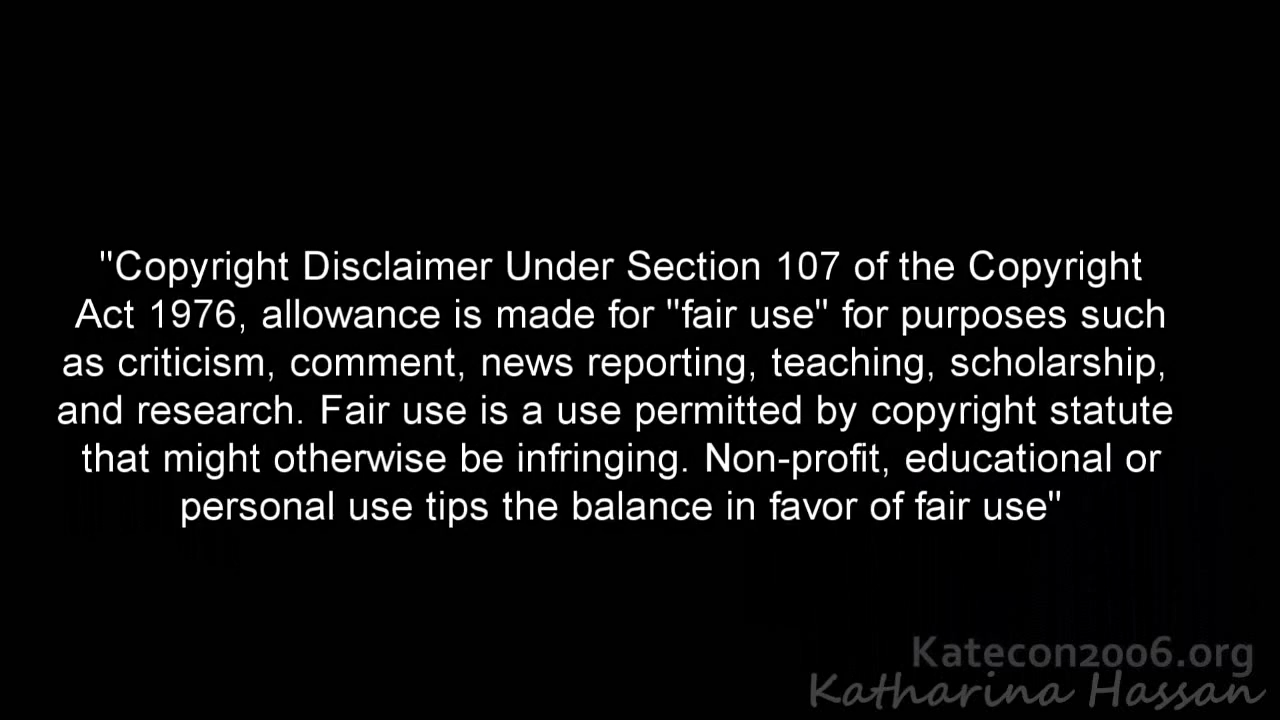 "Copyright Disclaimer Under Section 107 of the Copyright
Act 1976, allowance is made for "fair use" for purposes such
as criticism, comment, news reporting, teaching, scholarship,
and research. Fair use is a use permitted by copyright statute
that might otherwise be infringing. Non-profit, educational or
personal use tips the balance in favor of fair use"
Katecon2006.org
Katharina Hassan